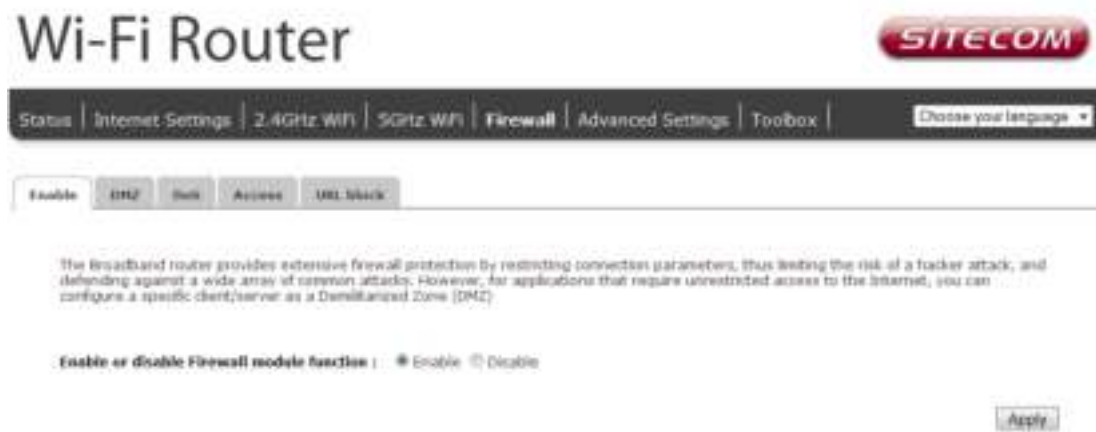 Wi-Fi Router
SITECOM
Status | Internet Settings | 2.4GHz WiFi | 5GHz WiFi | Firewall | Advanced Settings | Toolbox | Choose your language
Enable DMZ DoS Access URL block
The Broadband router provides extensive firewall protection by restricting connection parameters, thus limiting the risk of a hacker attack, and
defending against a wide array of common attacks. However, for applications that require unrestricted access to the Internet, you can
configure a specific client/server as a Demilitarized Zone (DMZ)
Enable or disable Firewall module function : Enable Disable
Apply